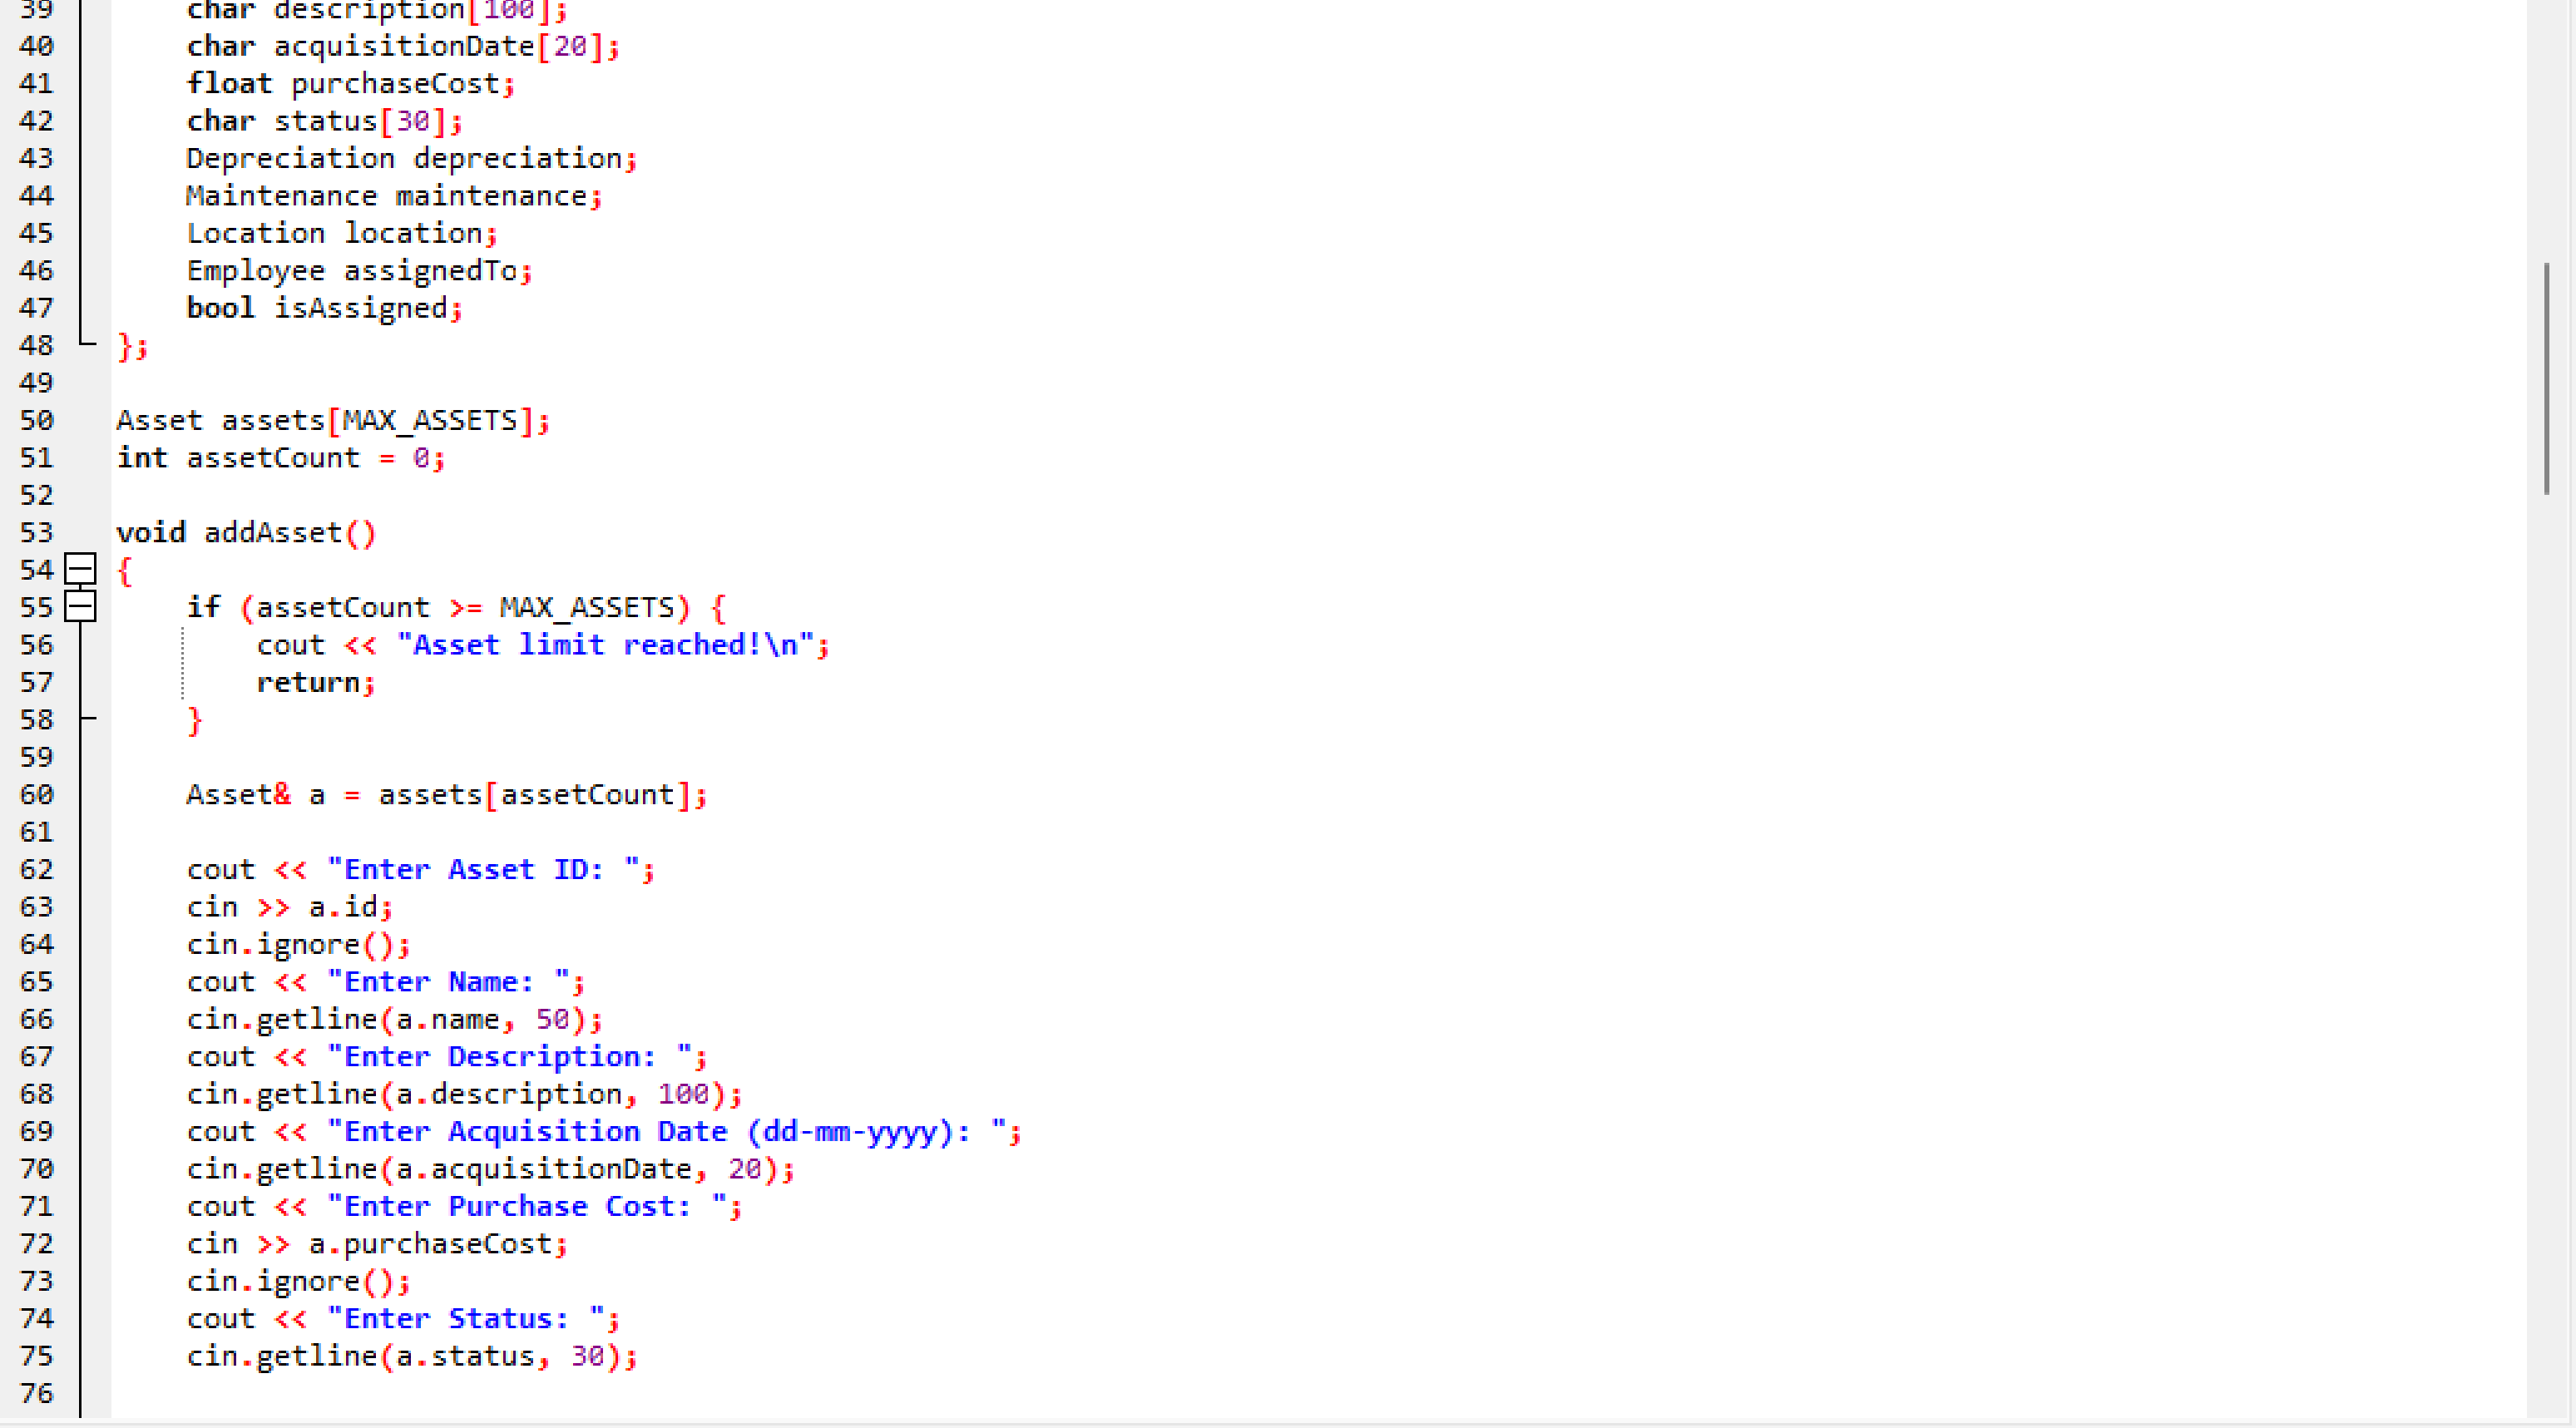 39 char description[100];
40 char acquisitionDate[20];
41 float purchaseCost;
42 char status[30];
43 Depreciation depreciation;
44 Maintenance maintenance;
45 Location location;
46 Employee assignedTo;
47 bool isAssigned;
48 };
49
50 Asset assets[MAX_ASSETS];
51 int assetCount = 0;
52
53 void addAsset()
54 {
55 if (assetCount >= MAX_ASSETS) {
56 cout << "Asset limit reached!\n";
57 return;
58 }
59
60 Asset& a = assets[assetCount];
61
62 cout << "Enter Asset ID: ";
63 cin >> a.id;
64 cin.ignore();
65 cout << "Enter Name: ";
66 cin.getline(a.name, 50);
67 cout << "Enter Description: ";
68 cin.getline(a.description, 100);
69 cout << "Enter Acquisition Date (dd-mm-yyyy): ";
70 cin.getline(a.acquisitionDate, 20);
71 cout << "Enter Purchase Cost: ";
72 cin >> a.purchaseCost;
73 cin.ignore();
74 cout << "Enter Status: ";
75 cin.getline(a.status, 30);
76